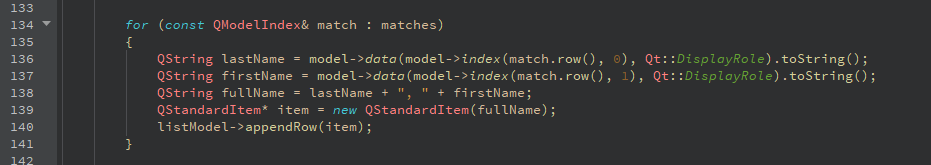 133
134 for (const QModelIndex& match : matches)
135 {
136 QString lastName = model->data(model->index(match.row(), 0), Qt::DisplayRole).toString();
137 QString firstName = model->data(model->index(match.row(), 1), Qt::DisplayRole).toString();
138 QString fullName = lastName + ", " + firstName;
139 QStandardItem* item = new QStandardItem(fullName);
140 listModel->appendRow(item);
141 }
142